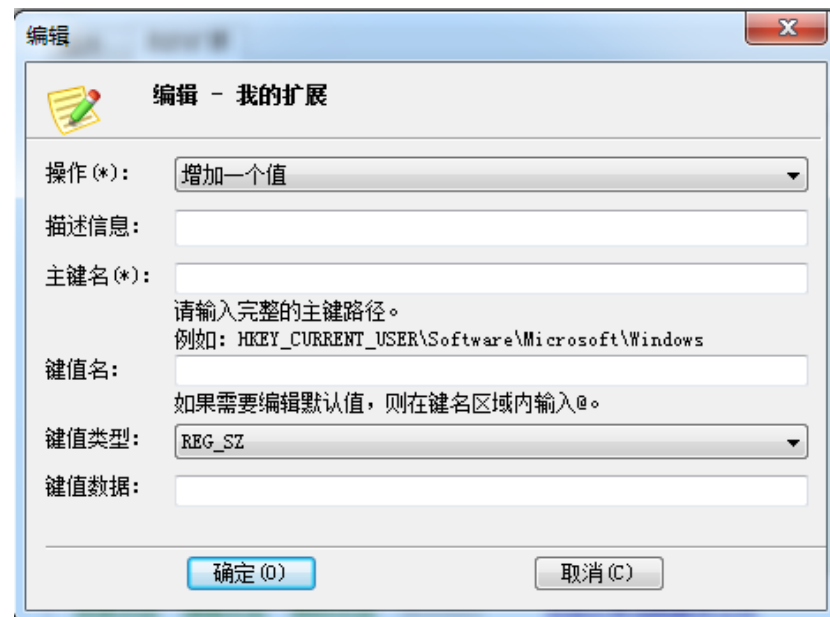 编辑
编辑 - 我的扩展
操作(*): 增加一个值
描述信息:
主键名(*):
请输入完整的主键路径。
例如: HKEY_CURRENT_USER\Software\Microsoft\Windows
键值名:
如果需要编辑默认值，则在键名区域内输入@。
键值类型: REG_SZ
键值数据:
确定(O) 取消(C)